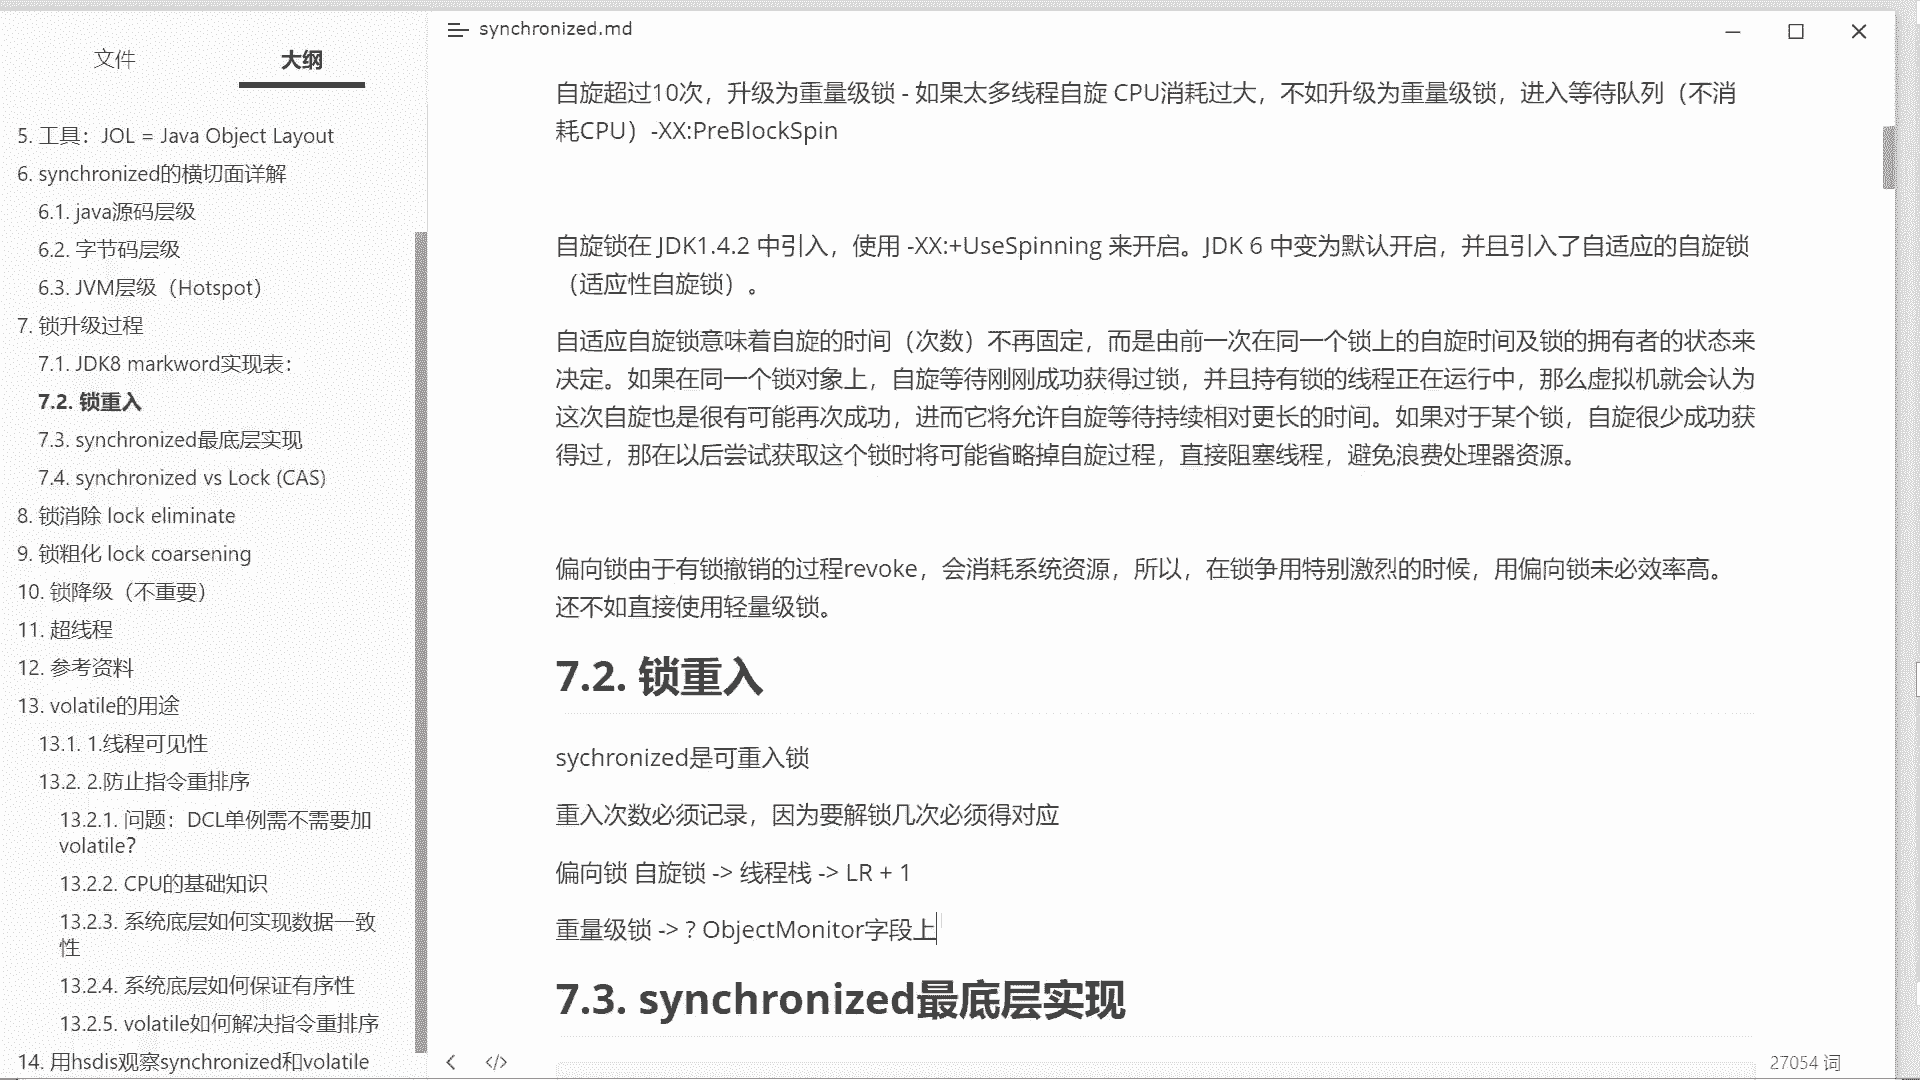 文件
大纲
5. 工具：JOL = Java Object Layout
6. synchronized的横切面详解
6.1. java源码层级
6.2. 字节码层级
6.3. JVM层级（Hotspot）
7. 锁升级过程
7.1. JDK8 markword实现表：
7.2. 锁重入
7.3. synchronized最底层实现
7.4. synchronized vs Lock (CAS)
8. 锁消除 lock eliminate
9. 锁粗化 lock coarsening
10. 锁降级（不重要）
11. 超线程
12. 参考资料
13. volatile的用途
13.1. 1.线程可见性
13.2. 2.防止指令重排序
13.2.1. 问题：DCL单例需不需要加
volatile？
13.2.2. CPU的基础知识
13.2.3. 系统底层如何实现数据一致
性
13.2.4. 系统底层如何保证有序性
13.2.5. volatile如何解决指令重排序
14. 用hsdis观察synchronized和volatile
synchronized.md
自旋超过10次，升级为重量级锁 - 如果太多线程自旋 CPU消耗过大，不如升级为重量级锁，进入等待队列（不消
耗CPU）-XX:PreBlockSpin
自旋锁在 JDK1.4.2 中引入，使用 -XX:+UseSpinning 来开启。JDK 6 中变为默认开启，并且引入了自适应的自旋锁
（适应性自旋锁）。
自适应自旋锁意味着自旋的时间（次数）不再固定，而是由前一次在同一个锁上的自旋时间及锁的拥有者的状态来
决定。如果在同一个锁对象上，自旋等待刚刚成功获得过锁，并且持有锁的线程正在运行中，那么虚拟机就会认为
这次自旋也是很有可能再次成功，进而它将允许自旋等待持续相对更长的时间。如果对于某个锁，自旋很少成功获
得过，那在以后尝试获取这个锁时将可能省略掉自旋过程，直接阻塞线程，避免浪费处理器资源。
偏向锁由于有锁撤销的过程revoke，会消耗系统资源，所以，在锁争用特别激烈的时候，用偏向锁未必效率高。
还不如直接使用轻量级锁。
7.2. 锁重入
sychronized是可重入锁
重入次数必须记录，因为要解锁几次必须得对应
偏向锁 自旋锁 -> 线程栈 -> LR + 1
重量级锁 -> ? ObjectMonitor字段上
7.3. synchronized最底层实现
</> 27054 词